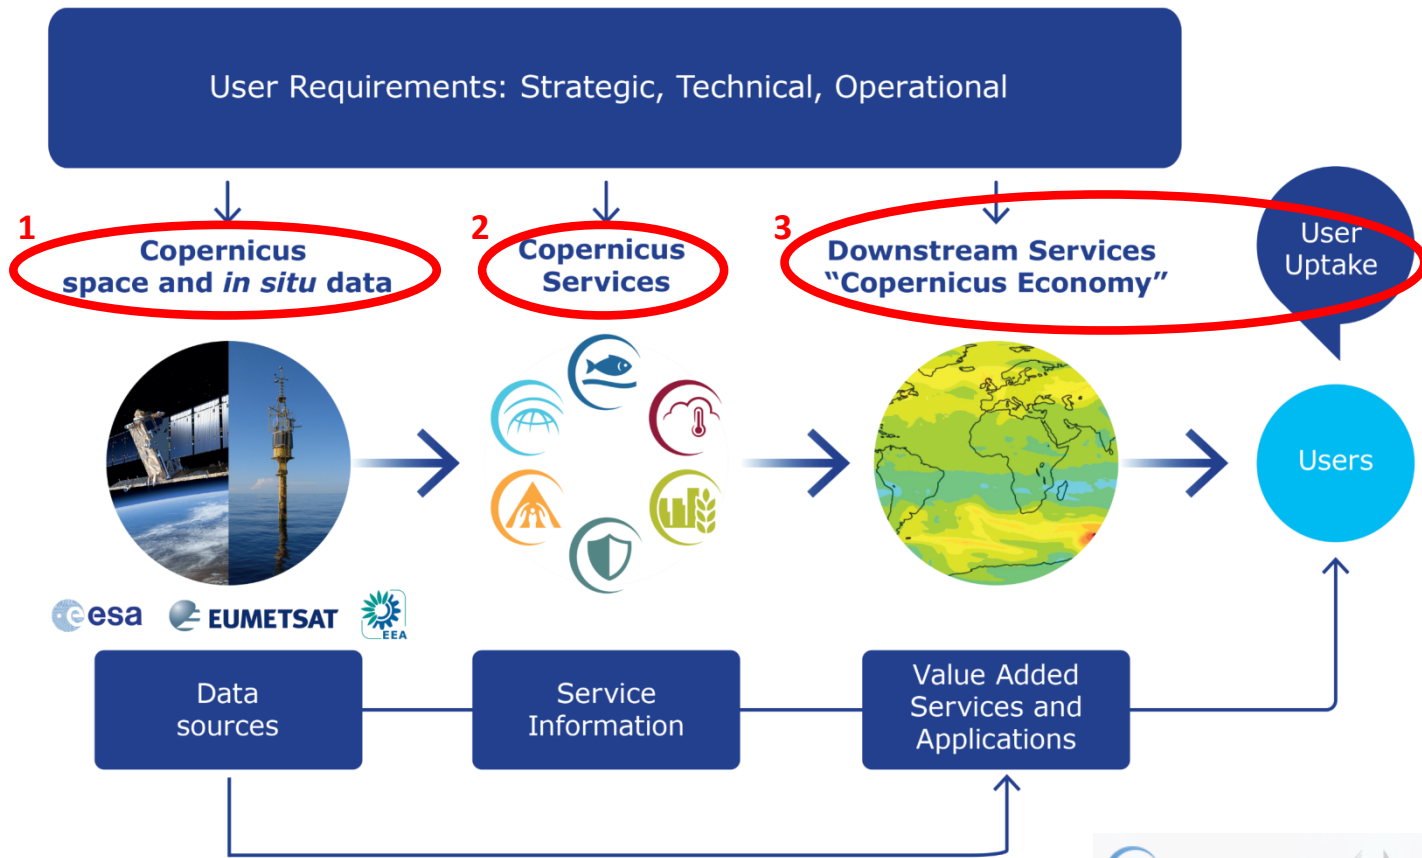 User Requirements: Strategic, Technical, Operational
1
Copernicus
space and in situ data
2
Copernicus
Services
3
Downstream Services
“Copernicus Economy”
User
Uptake
Users
esa
EUMETSAT
EEA
Data
sources
Service
Information
Value Added
Services and
Applications